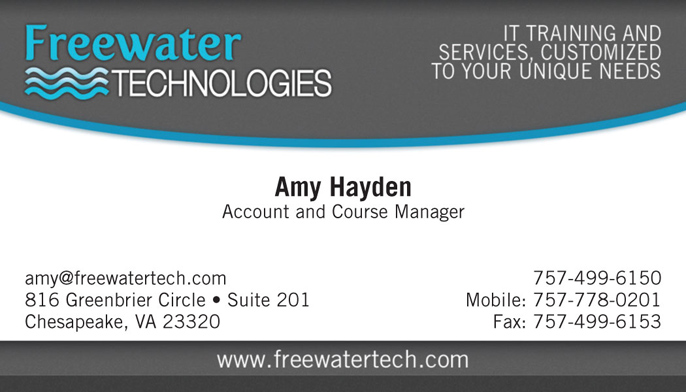 Freewater
TECHNOLOGIES
IT TRAINING AND
SERVICES, CUSTOMIZED
TO YOUR UNIQUE NEEDS
Amy Hayden
Account and Course Manager
amy@freewatertech.com
816 Greenbrier Circle • Suite 201
Chesapeake, VA 23320
757-499-6150
Mobile: 757-778-0201
Fax: 757-499-6153
www.freewatertech.com